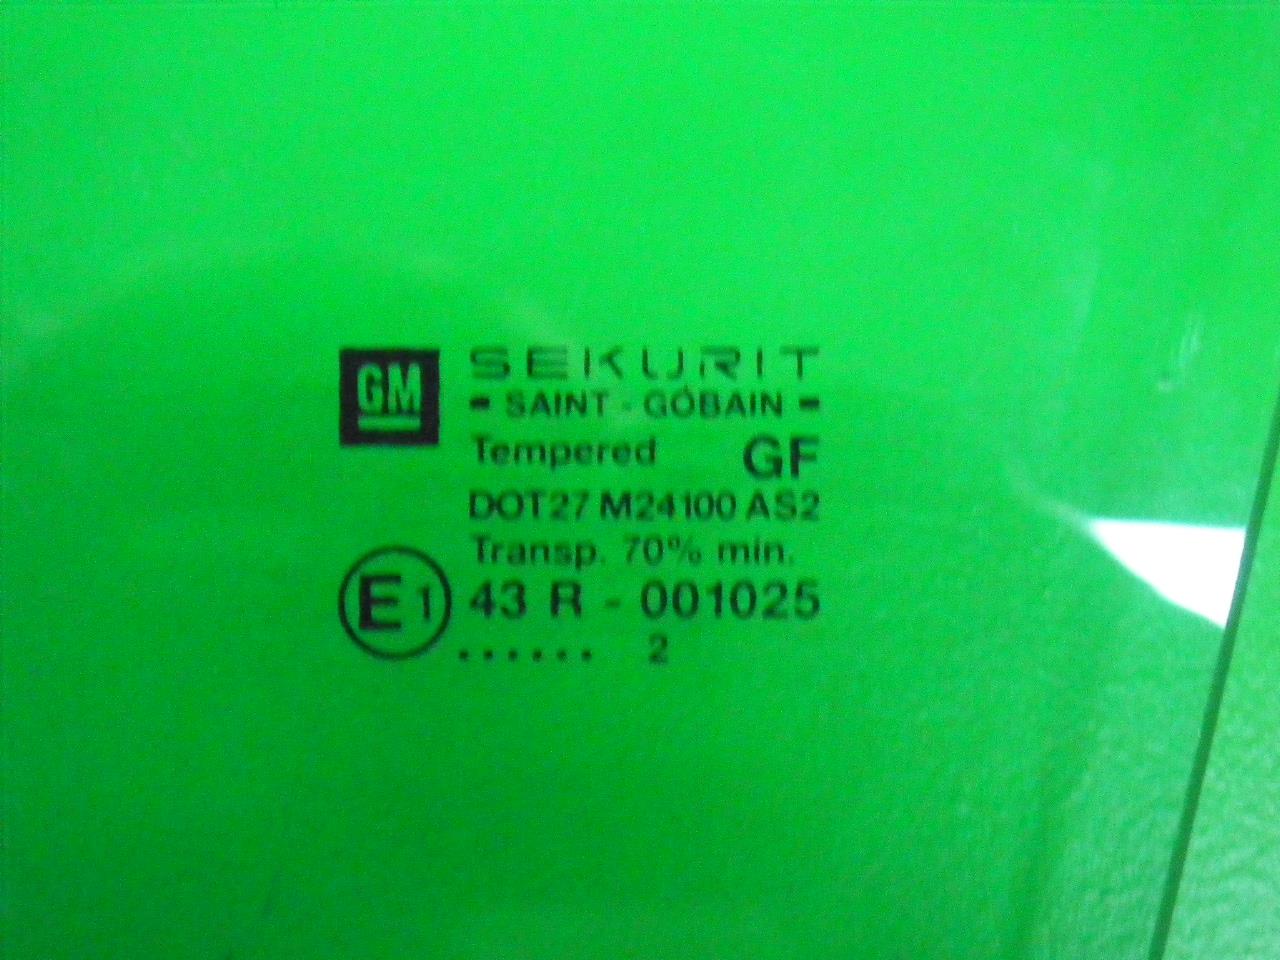 GM
SEKURIT
- SAINT - GOBAIN -
Tempered GF
DOT27 M24100 AS2
Transp. 70% min.
E1 43 R - 001025
...... 2